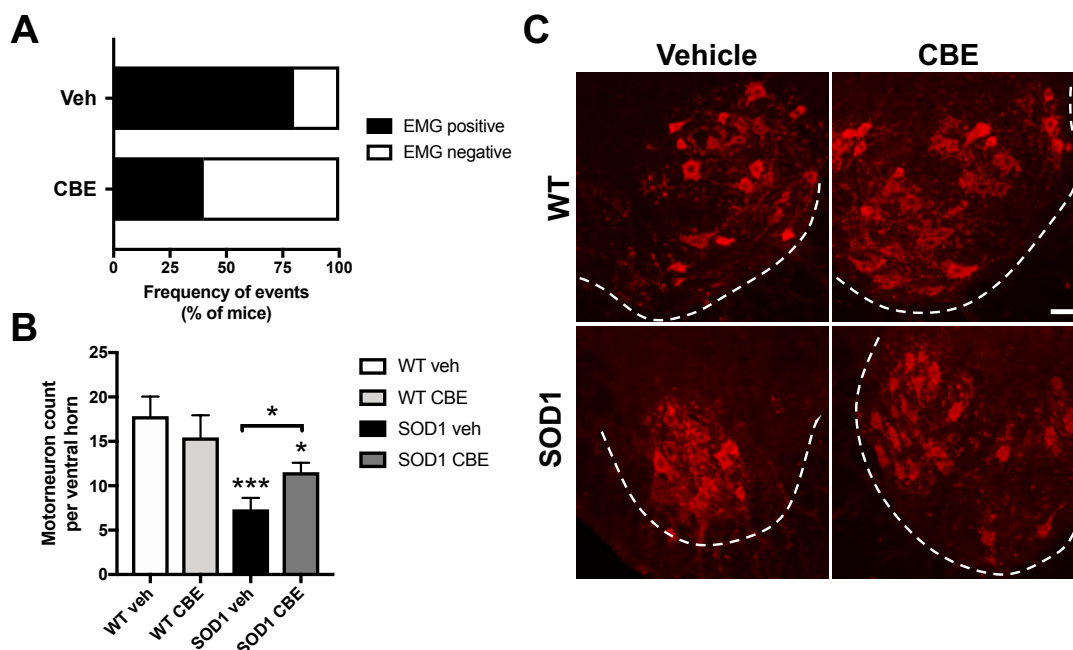 A
Veh
CBE
EMG positive
EMG negative
0 25 50 75 100
Frequency of events
(% of mice)
B
Motorneuron count
per ventral horn
25
20
15
10
5
0
*
***
*
WT veh
WT CBE
SOD1 veh
SOD1 CBE
WT veh
WT CBE
SOD1 veh
SOD1 CBE
C
Vehicle CBE
WT
SOD1